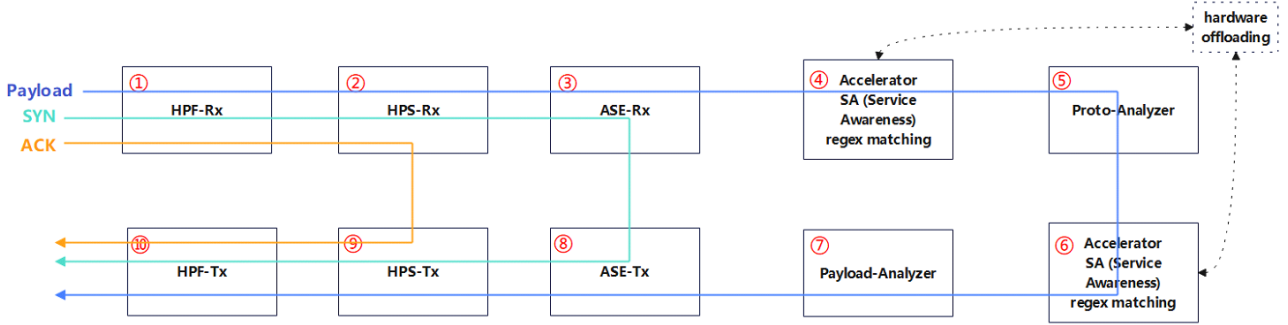 hardware
offloading
Payload
SYN
ACK
①
HPF-Rx
②
HPS-Rx
③
ASE-Rx
④
Accelerator
SA (Service
Awareness)
regex matching
⑤
Proto-Analyzer
⑩
HPF-Tx
⑨
HPS-Tx
⑧
ASE-Tx
⑦
Payload-Analyzer
⑥
Accelerator
SA (Service
Awareness)
regex matching